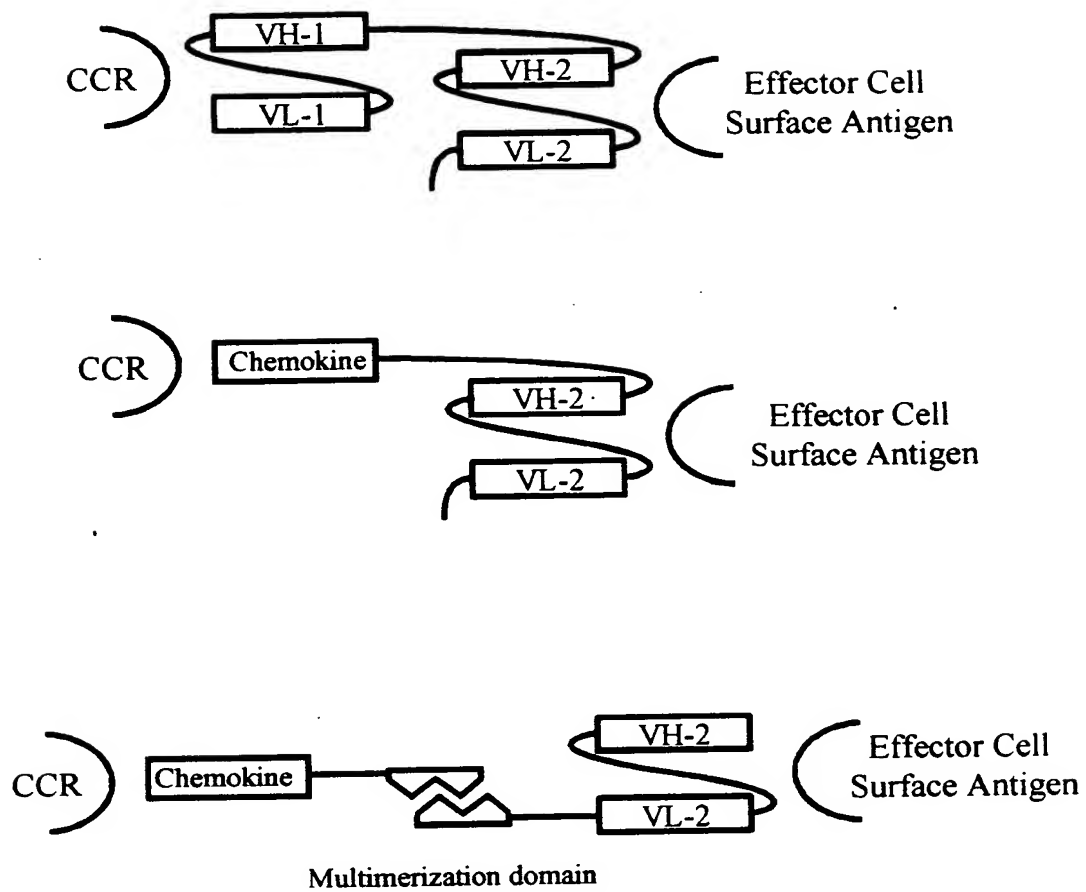 VH-1
CCR
VL-1
VH-2
VL-2
Effector Cell
Surface Antigen
CCR
Chemokine
VH-2
VL-2
Effector Cell
Surface Antigen
CCR
Chemokine
VH-2
VL-2
Effector Cell
Surface Antigen
Multimerization domain